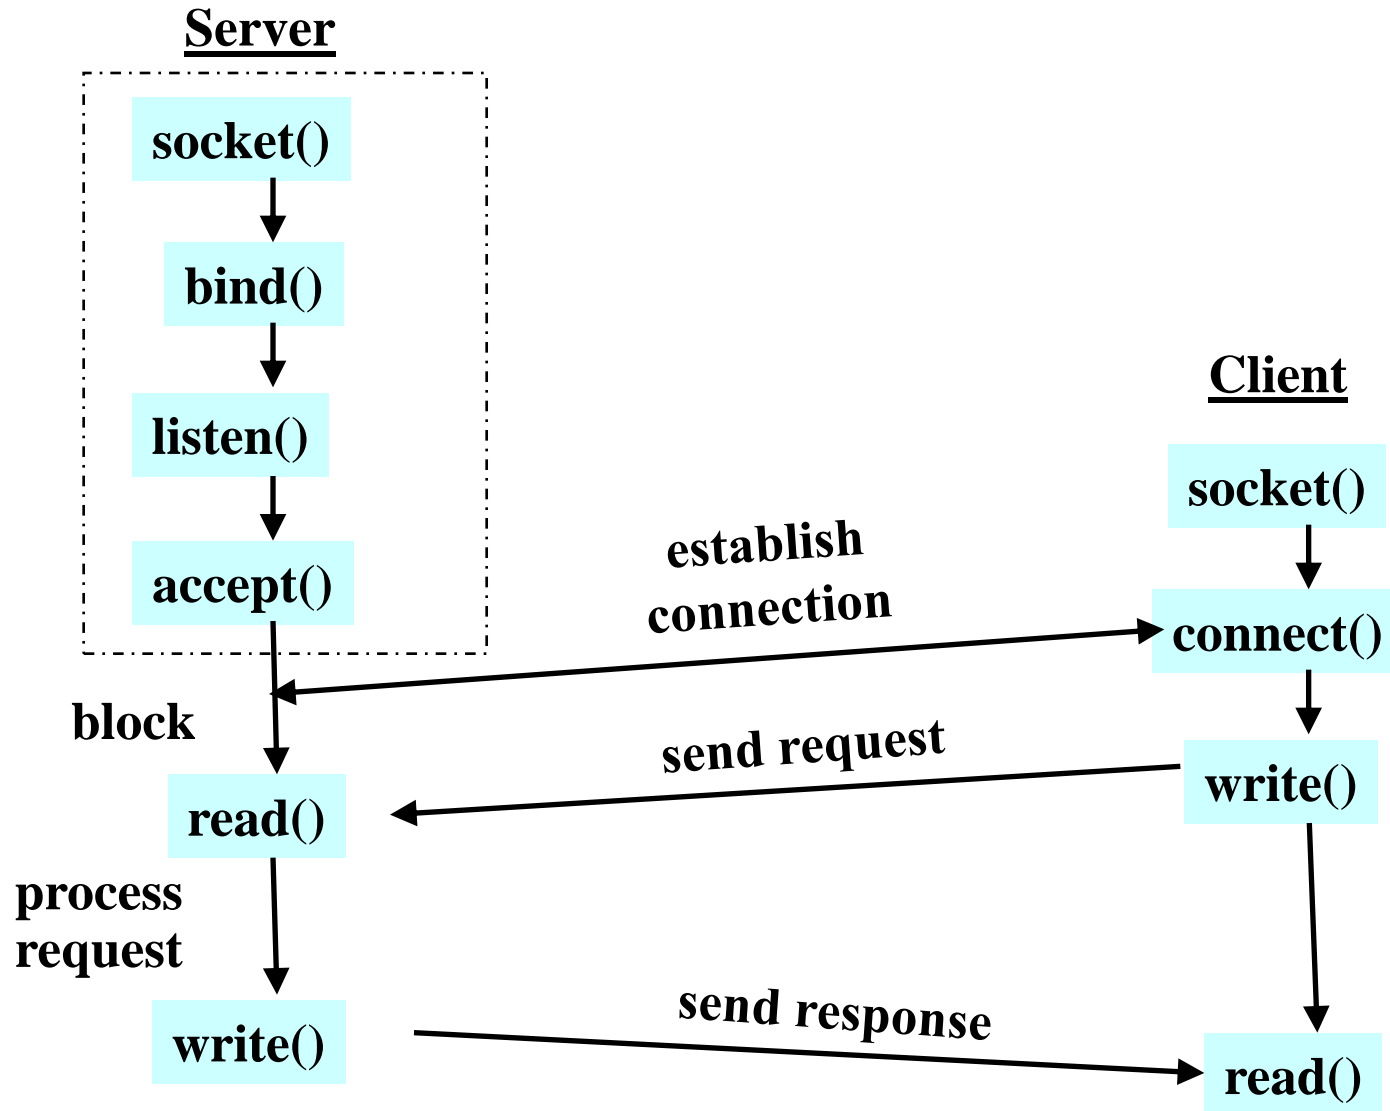 Server
socket()
bind()
listen()
accept()
block
read()
process
request
write()
establish
connection
send request
send response
Client
socket()
connect()
write()
read()